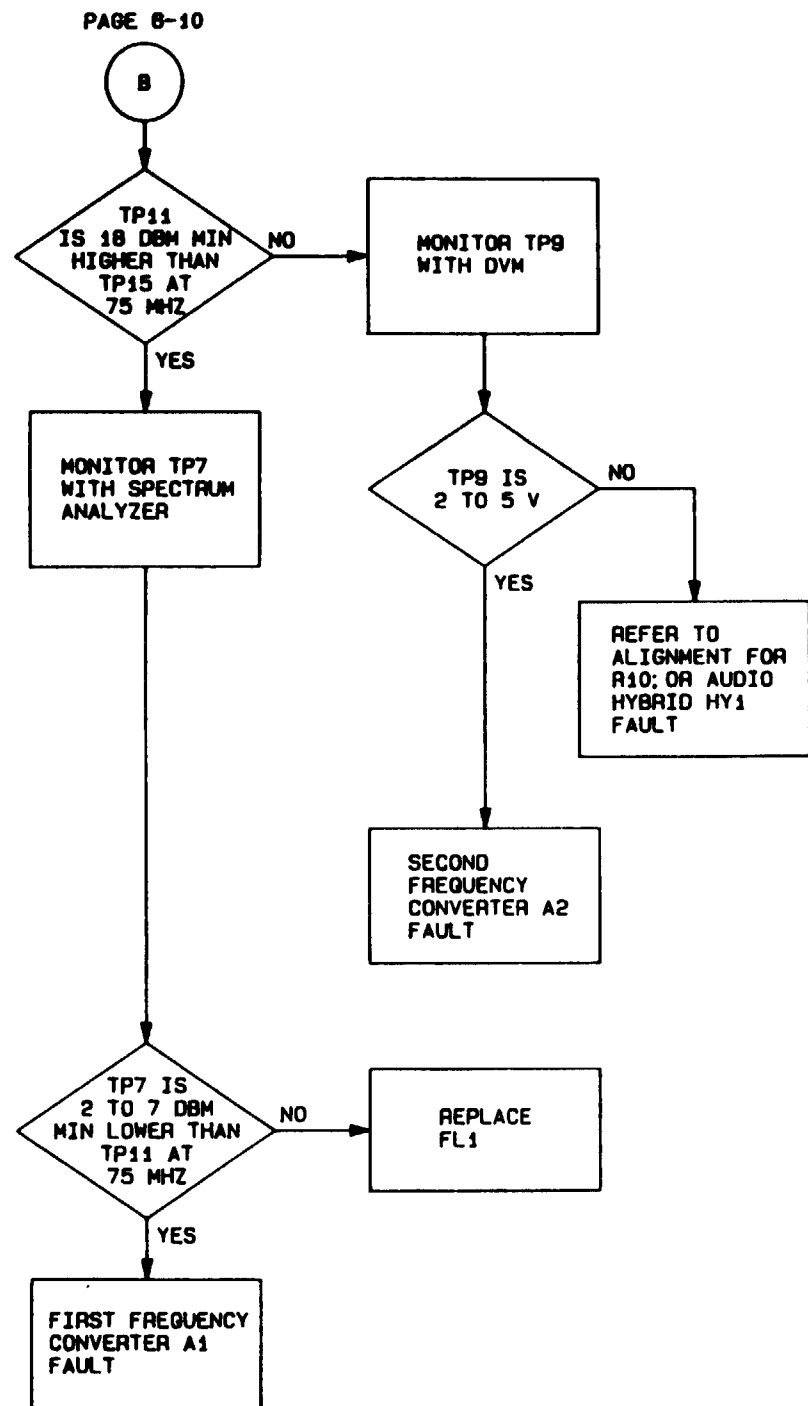 PAGE 6-10
B
TP11
IS 18 DBM MIN
HIGHER THAN
TP15 AT
75 MHZ
NO
YES
MONITOR TP9
WITH DVM
MONITOR TP7
WITH SPECTRUM
ANALYZER
TP9 IS
2 TO 5 V
NO
YES
REFER TO
ALIGNMENT FOR
R10; OR AUDIO
HYBRID HY1
FAULT
SECOND
FREQUENCY
CONVERTER A2
FAULT
TP7 IS
2 TO 7 DBM
MIN LOWER THAN
TP11 AT
75 MHZ
NO
YES
REPLACE
FL1
FIRST FREQUENCY
CONVERTER A1
FAULT